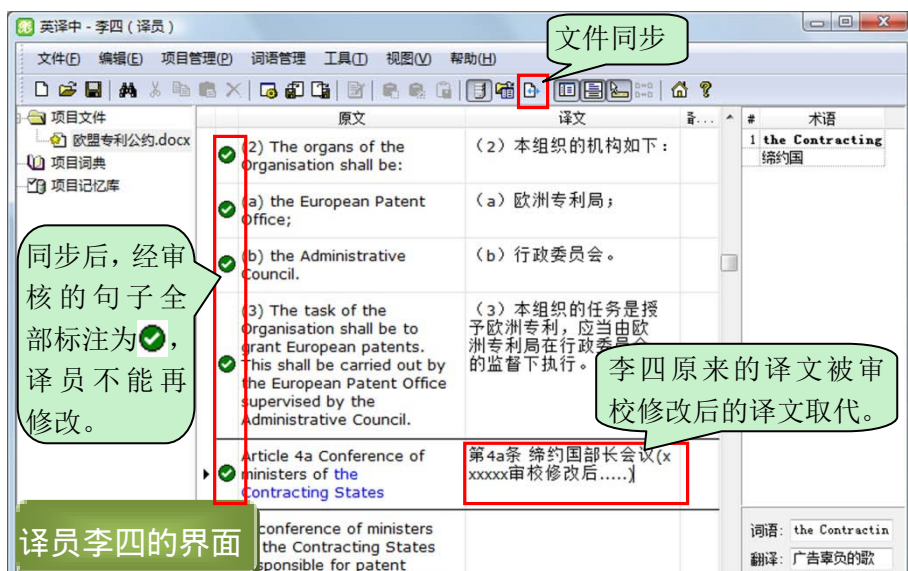 英译中 - 李四（译员）
文件同步
文件(F) 编辑(E) 项目管理(P) 词语管理 工具(T) 视图(V) 帮助(H)
项目文件
欧盟专利公约.docx
项目词典
项目记忆库
原文 译文 # 术语
(2) The organs of the
Organisation shall be:
（2）本组织的机构如下：
1 the Contracting
缔约国
(a) the European Patent
Office;
（a）欧洲专利局；
(b) the Administrative
Council.
（b）行政委员会。
(3) The task of the
Organisation shall be to
grant European patents.
This shall be carried out by
the European Patent Office
supervised by the
Administrative Council.
（3）本组织的任务是授
予欧洲专利，应当由欧
洲专利局在行政委员会
的监督下执行。
同步后，经审
核的句子全
部标注为，
译员不能再
修改。
李四原来的译文被审
校修改后的译文取代。
Article 4a Conference of
ministers of the
Contracting States
第4a条 缔约国部长会议(x
xxxxx审校修改后.....)
conference of ministers
the Contracting States
sponsible for patent
译员李四的界面
词语: the Contractin
翻译: 广告辜负的歌